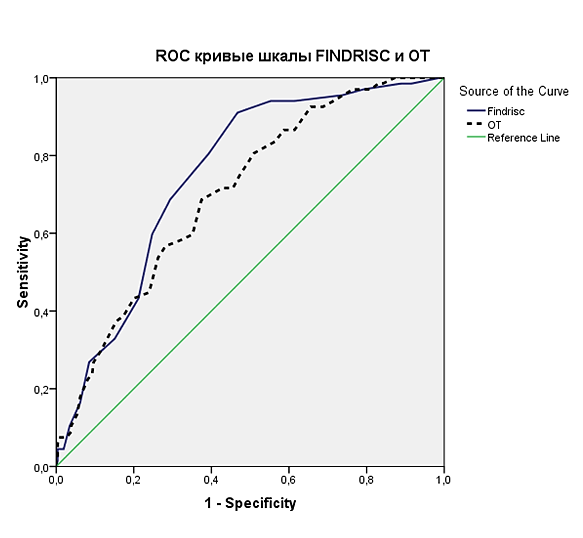 ROC кривые шкалы FINDRISC и ОТ
Source of the Curve
Findrisc
ОТ
Reference Line
Sensitivity
1,0
0,8
0,6
0,4
0,2
0,0
0,0 0,2 0,4 0,6 0,8 1,0
1 - Specificity